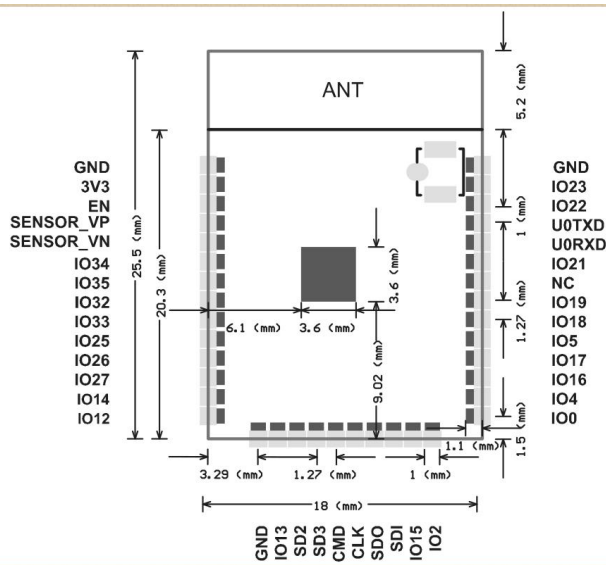 ANT
5.2 (mm)
GND
3V3
EN
SENSOR_VP
SENSOR_VN
IO34
IO35
IO32
IO33
IO25
IO26
IO27
IO14
IO12
25.5 (mm)
20.3 (mm)
6.1 (mm)
3.6 (mm)
3.6 (mm)
9.02 (mm)
1 (mm)
1.27 (mm)
1.1 (mm)
1.5 (mm)
GND
IO23
IO22
U0TXD
U0RXD
IO21
NC
IO19
IO18
IO5
IO17
IO16
IO4
IO0
3.29 (mm)
1.27 (mm)
1 (mm)
18 (mm)
GND
IO13
SD2
SD3
CMD
CLK
SDO
SDI
IO15
IO2